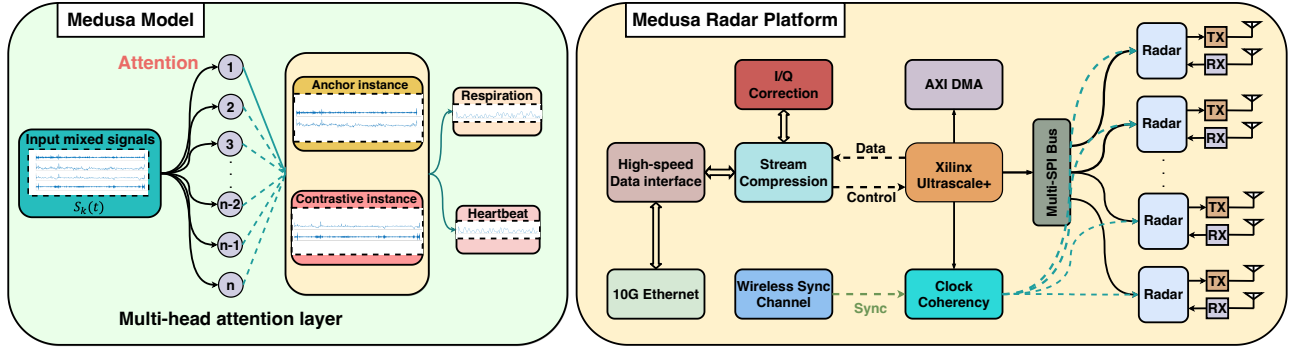 Medusa Model
Attention
Input mixed signals
S_k(t)
1
2
3
n-2
n-1
n
Multi-head attention layer
Anchor instance
Contrastive instance
Respiration
Heartbeat
Medusa Radar Platform
I/Q
Correction
AXI DMA
High-speed
Data interface
Stream
Compression
Data
Control
Xilinx
Ultrascale+
Multi-SPI Bus
10G Ethernet
Wireless Sync
Channel
Sync
Clock
Coherency
Radar
TX
RX
Radar
TX
RX
Radar
TX
RX
Radar
TX
RX